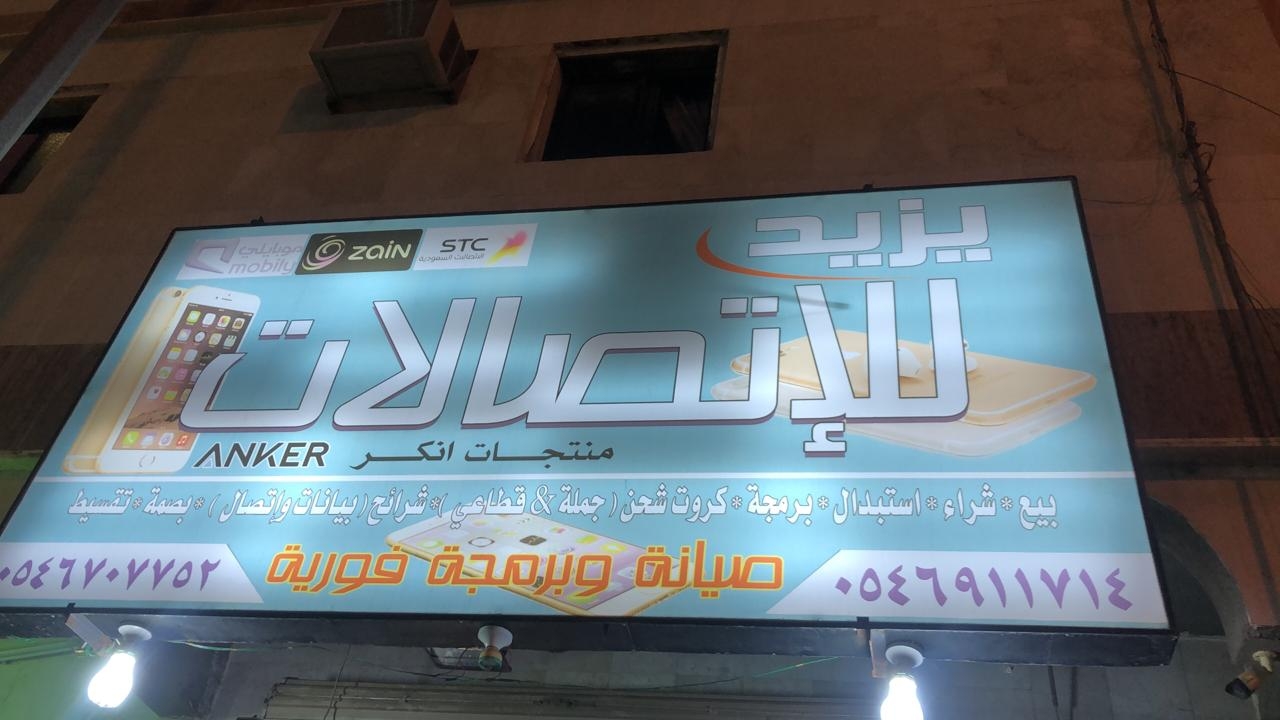 يزيد
للإتصالات
STC
الاتصالات السعودية
zain
موبايلي
mobily
منتجات انكر ANKER
بيع * شراء * استبدال * برمجة * كروت شحن ( جملة & قطاعي )* شرائح ( بيانات وإتصال ) * بصمة * تقسيط
صيانة وبرمجة فورية
٠٥٤٦٩١١٧١٤
٠٥٤٦٧٠٧٧٥٢